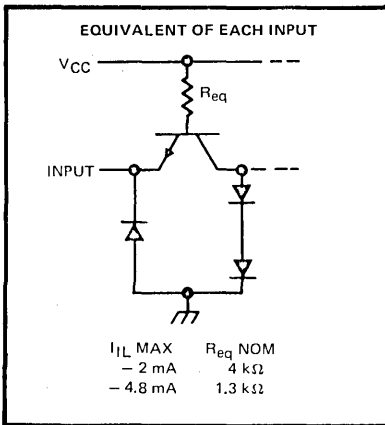 EQUIVALENT OF EACH INPUT
VCC
Req
INPUT
IIL MAX Req NOM
− 2 mA 4 kΩ
− 4.8 mA 1.3 kΩ